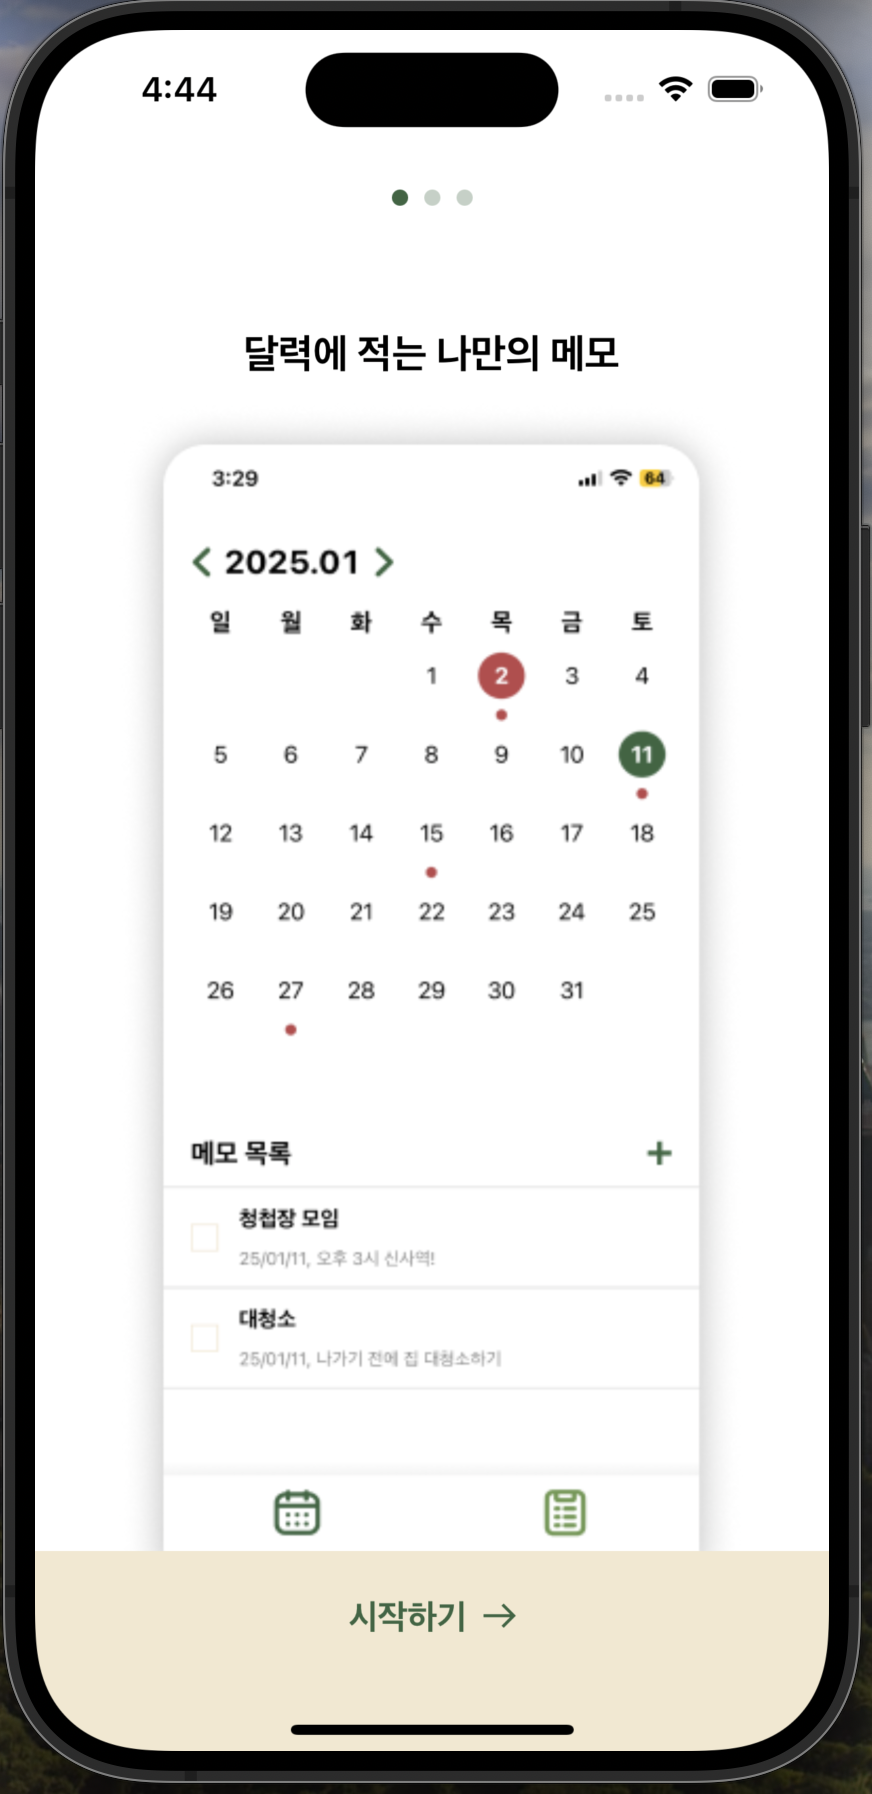 4:44
달력에 적는 나만의 메모
3:29 64
2025.01
일 월 화 수 목 금 토
1 2 3 4
5 6 7 8 9 10 11
12 13 14 15 16 17 18
19 20 21 22 23 24 25
26 27 28 29 30 31
메모 목록 +
청첩장 모임
25/01/11, 오후 3시 신사역!
대청소
25/01/11, 나가기 전에 집 대청소하기
시작하기 →